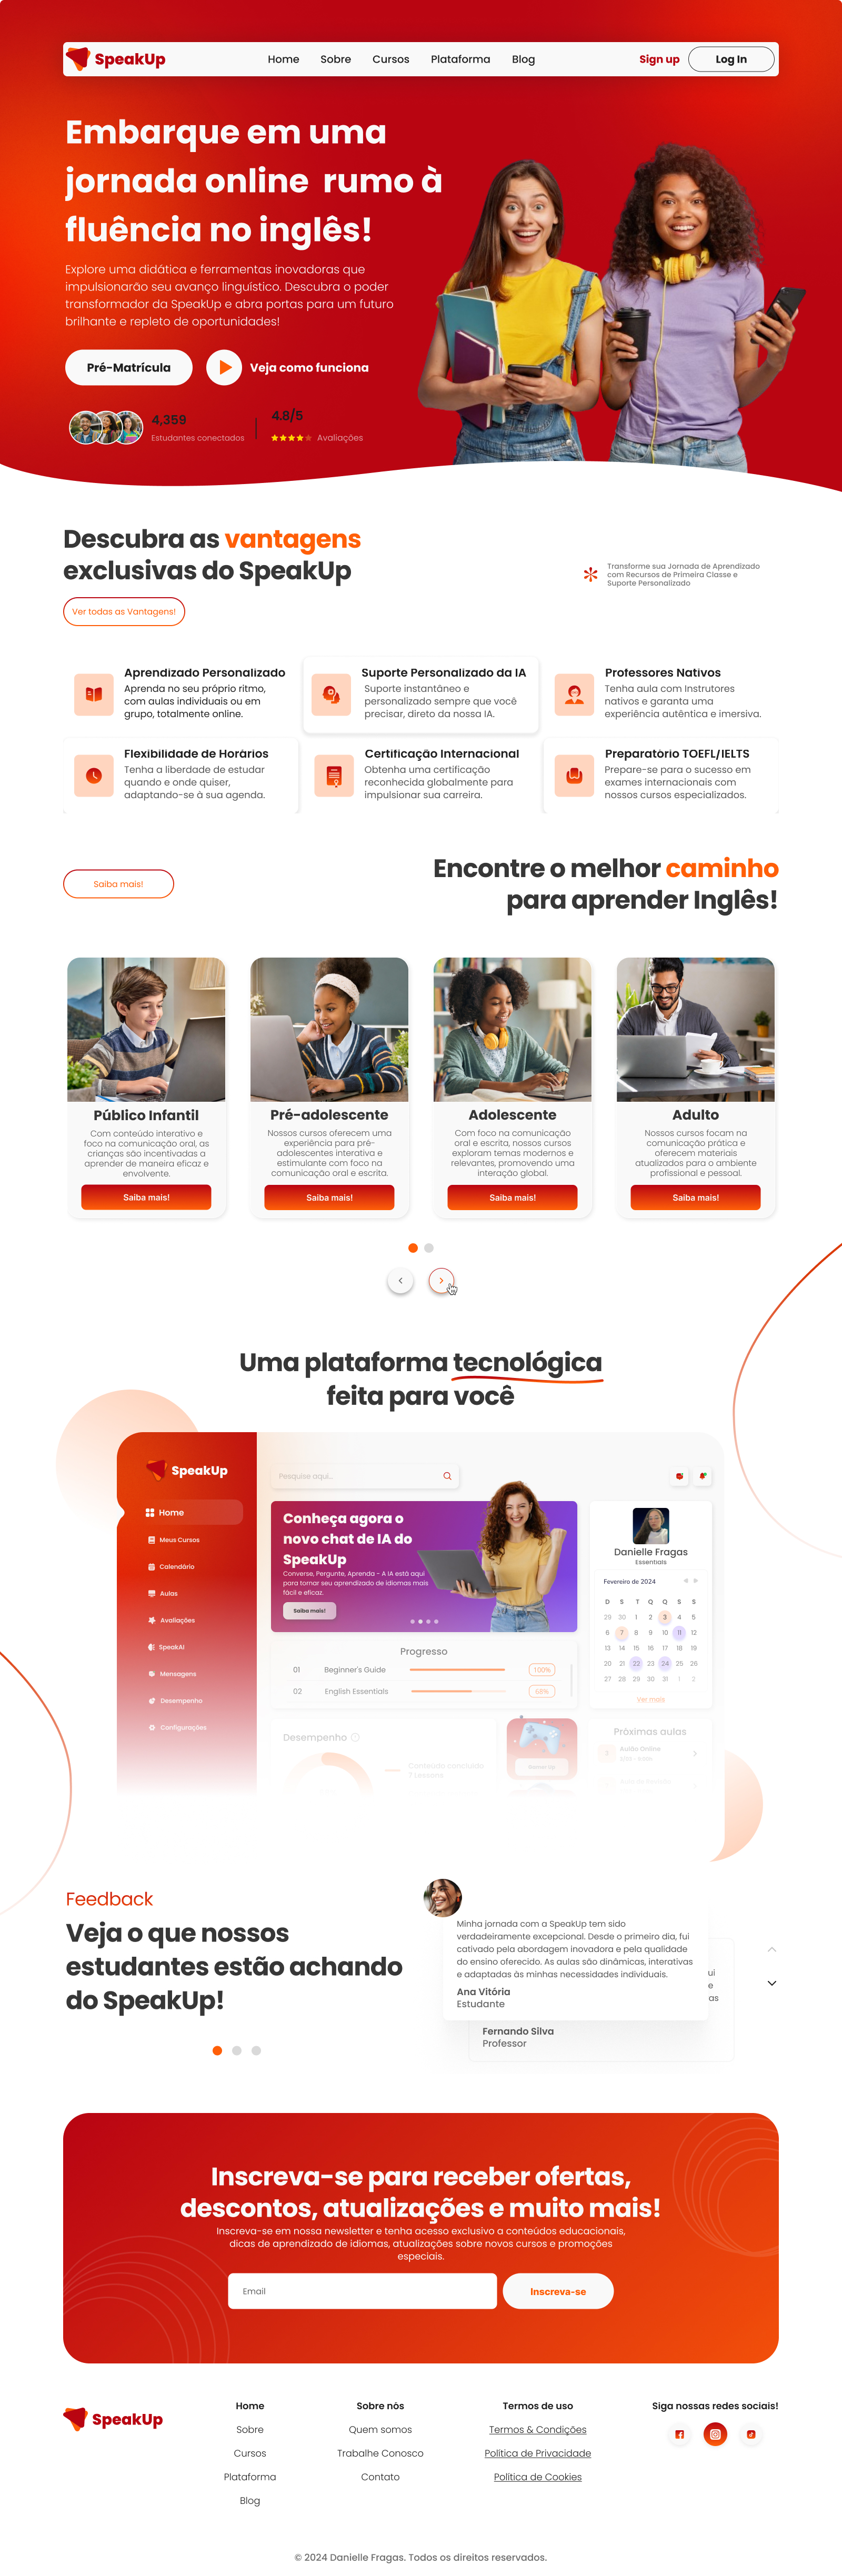 SpeakUp
Home Sobre Cursos Plataforma Blog
Sign up Log In
Embarque em uma
jornada online rumo à
fluência no inglês!
Explore uma didática e ferramentas inovadoras que
impulsionarão seu avanço linguístico. Descubra o poder
transformador da SpeakUp e abra portas para um futuro
brilhante e repleto de oportunidades!
Pré-Matrícula
Veja como funciona
4,359
Estudantes conectados
4.8/5
Avaliações
Descubra as vantagens
exclusivas do SpeakUp
Ver todas as Vantagens!
Transforme sua Jornada de Aprendizado
com Recursos de Primeira Classe e
Suporte Personalizado
Aprendizado Personalizado
Aprenda no seu próprio ritmo,
com aulas individuais ou em
grupo, totalmente online.
Suporte Personalizado da IA
Suporte instantâneo e
personalizado sempre que você
precisar, direto da nossa IA.
Professores Nativos
Tenha aula com Instrutores
nativos e garanta uma
experiência autêntica e imersiva.
Flexibilidade de Horários
Tenha a liberdade de estudar
quando e onde quiser,
adaptando-se à sua agenda.
Certificação Internacional
Obtenha uma certificação
reconhecida globalmente para
impulsionar sua carreira.
Preparatório TOEFL/IELTS
Prepare-se para o sucesso em
exames internacionais com
nossos cursos especializados.
Saiba mais!
Encontre o melhor caminho
para aprender Inglês!
Público Infantil
Com conteúdo interativo e
foco na comunicação oral, as
crianças são incentivadas a
aprender de maneira eficaz e
envolvente.
Saiba mais!
Pré-adolescente
Nossos cursos oferecem uma
experiência para pré-
adolescentes interativa e
estimulante com foco na
comunicação oral e escrita.
Saiba mais!
Adolescente
Com foco na comunicação
oral e escrita, nossos cursos
exploram temas modernos e
relevantes, promovendo uma
interação global.
Saiba mais!
Adulto
Nossos cursos focam na
comunicação prática e
oferecem materiais
atualizados para o ambiente
profissional e pessoal.
Saiba mais!
Uma plataforma tecnológica
feita para você
SpeakUp
Home
Meus Cursos
Calendário
Aulas
Avaliações
SpeakAI
Mensagens
Desempenho
Configurações
Pesquise aqui...
Conheça agora o
novo chat de IA do
SpeakUp
Converse, Pergunte, Aprenda - A IA está aqui
para tornar seu aprendizado de idiomas mais
fácil e eficaz.
Saiba mais!
Progresso
01 Beginner's Guide 100%
02 English Essentials 68%
Desempenho
Conteúdo concluído
Danielle Fragas
Essentials
Fevereiro de 2024
D S T Q Q S S
29 30 1 2 3 4 5
6 7 8 9 10 11 12
13 14 15 16 17 18 19
20 21 22 23 24 25 26
27 28 29 30 31 1 2
Ver mais
Próximas aulas
Aulão Online
Feedback
Veja o que nossos
estudantes estão achando
do SpeakUp!
Minha jornada com a SpeakUp tem sido
verdadeiramente excepcional. Desde o primeiro dia, fui
cativado pela abordagem inovadora e pela qualidade
do ensino oferecido. As aulas são dinâmicas, interativas
e adaptadas às minhas necessidades individuais.
Ana Vitória
Estudante
ui
e
as
Fernando Silva
Professor
Inscreva-se para receber ofertas,
descontos, atualizações e muito mais!
Inscreva-se em nossa newsletter e tenha acesso exclusivo a conteúdos educacionais,
dicas de aprendizado de idiomas, atualizações sobre novos cursos e promoções
especiais.
Email
Inscreva-se
SpeakUp
Home
Sobre
Cursos
Plataforma
Blog
Sobre nós
Quem somos
Trabalhe Conosco
Contato
Termos de uso
Termos & Condições
Política de Privacidade
Política de Cookies
Siga nossas redes sociais!
© 2024 Danielle Fragas. Todos os direitos reservados.